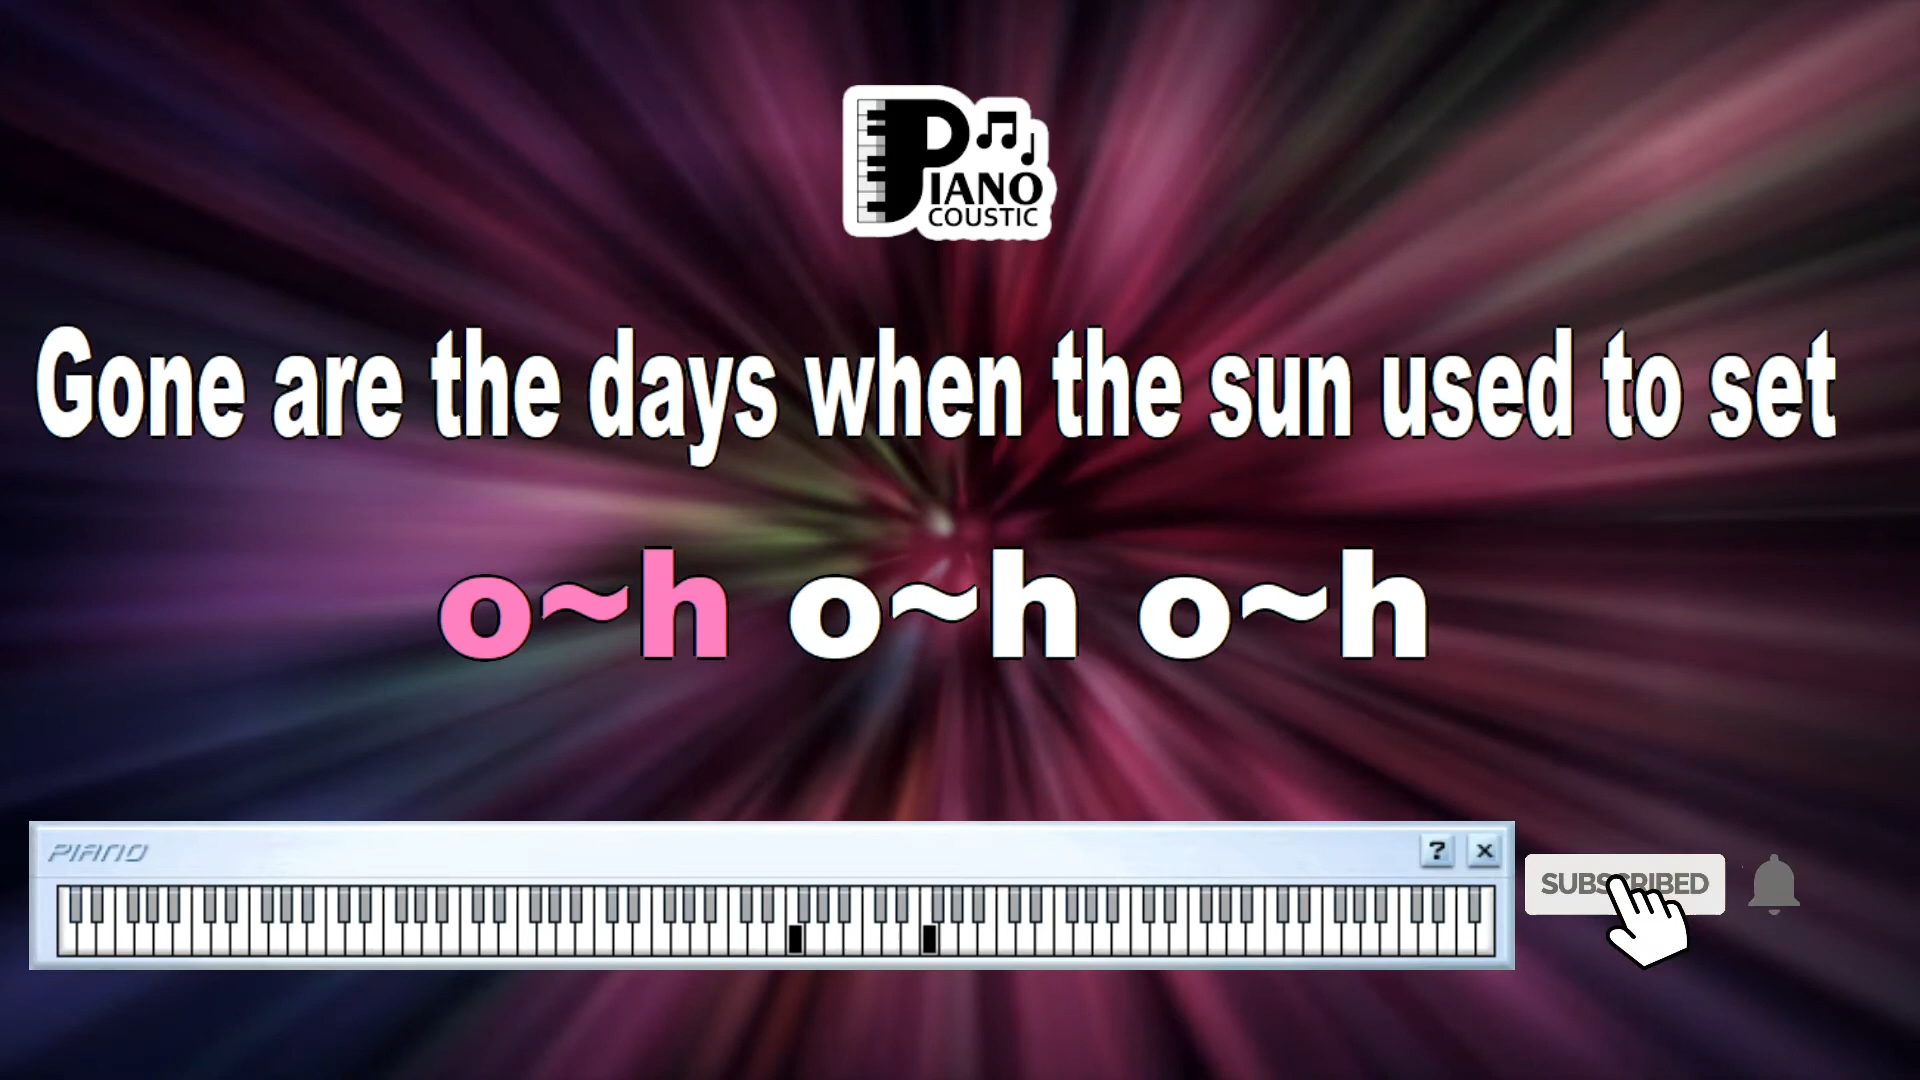 PIANO
COUSTIC
Gone are the days when the sun used to set
o~h o~h o~h
PIANO
? x
SUBSCRIBED